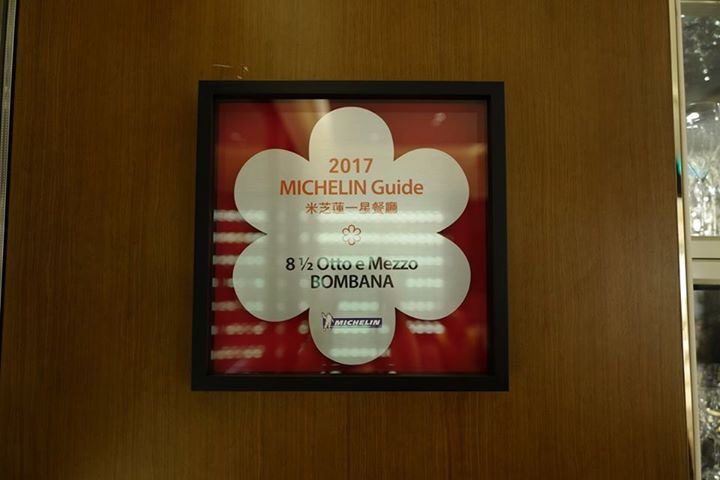 2017
MICHELIN Guide
米芝蓮一星餐廳
8 ½ Otto e Mezzo
BOMBANA
MICHELIN